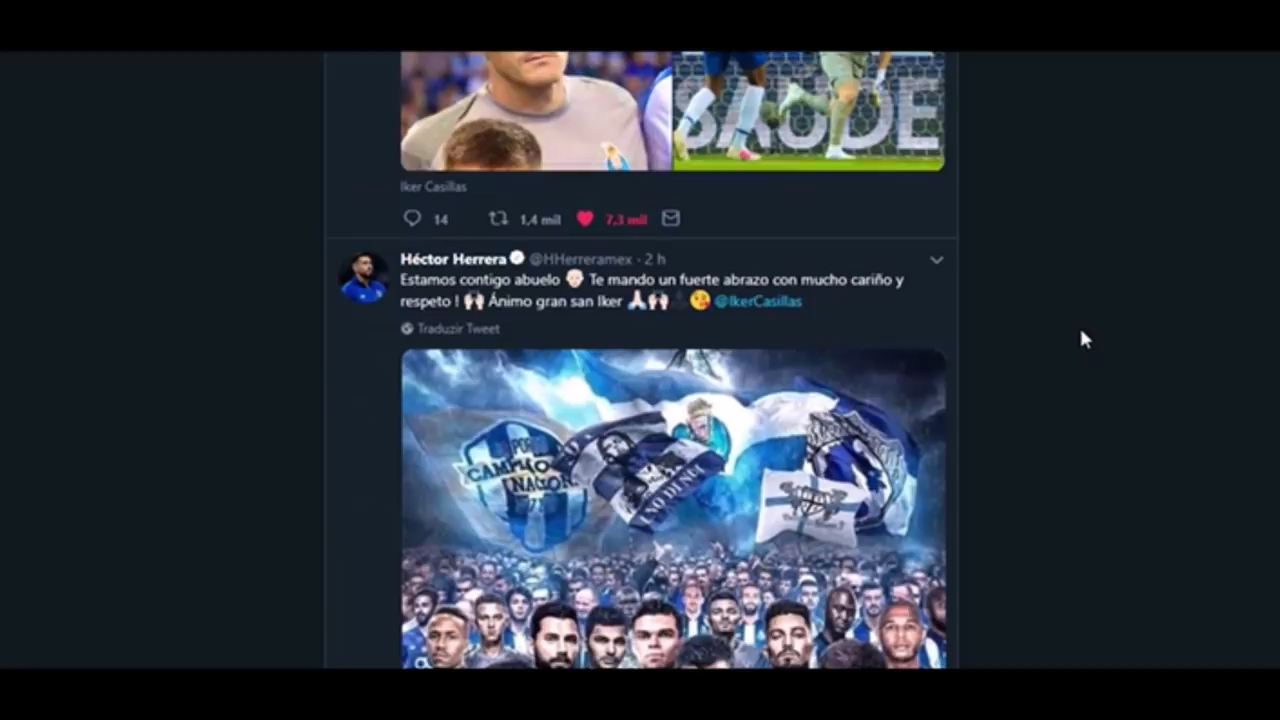 SAÚDE
Iker Casillas
14 1,4 mil 7,3 mil
Héctor Herrera @HHerreramex · 2 h
Estamos contigo abuelo 👴🏻 Te mando un fuerte abrazo con mucho cariño y
respeto ! 🙌🏻 Ánimo gran san Iker 🙏🏻🙌🏻 😘 @IkerCasillas
Traduzir Tweet